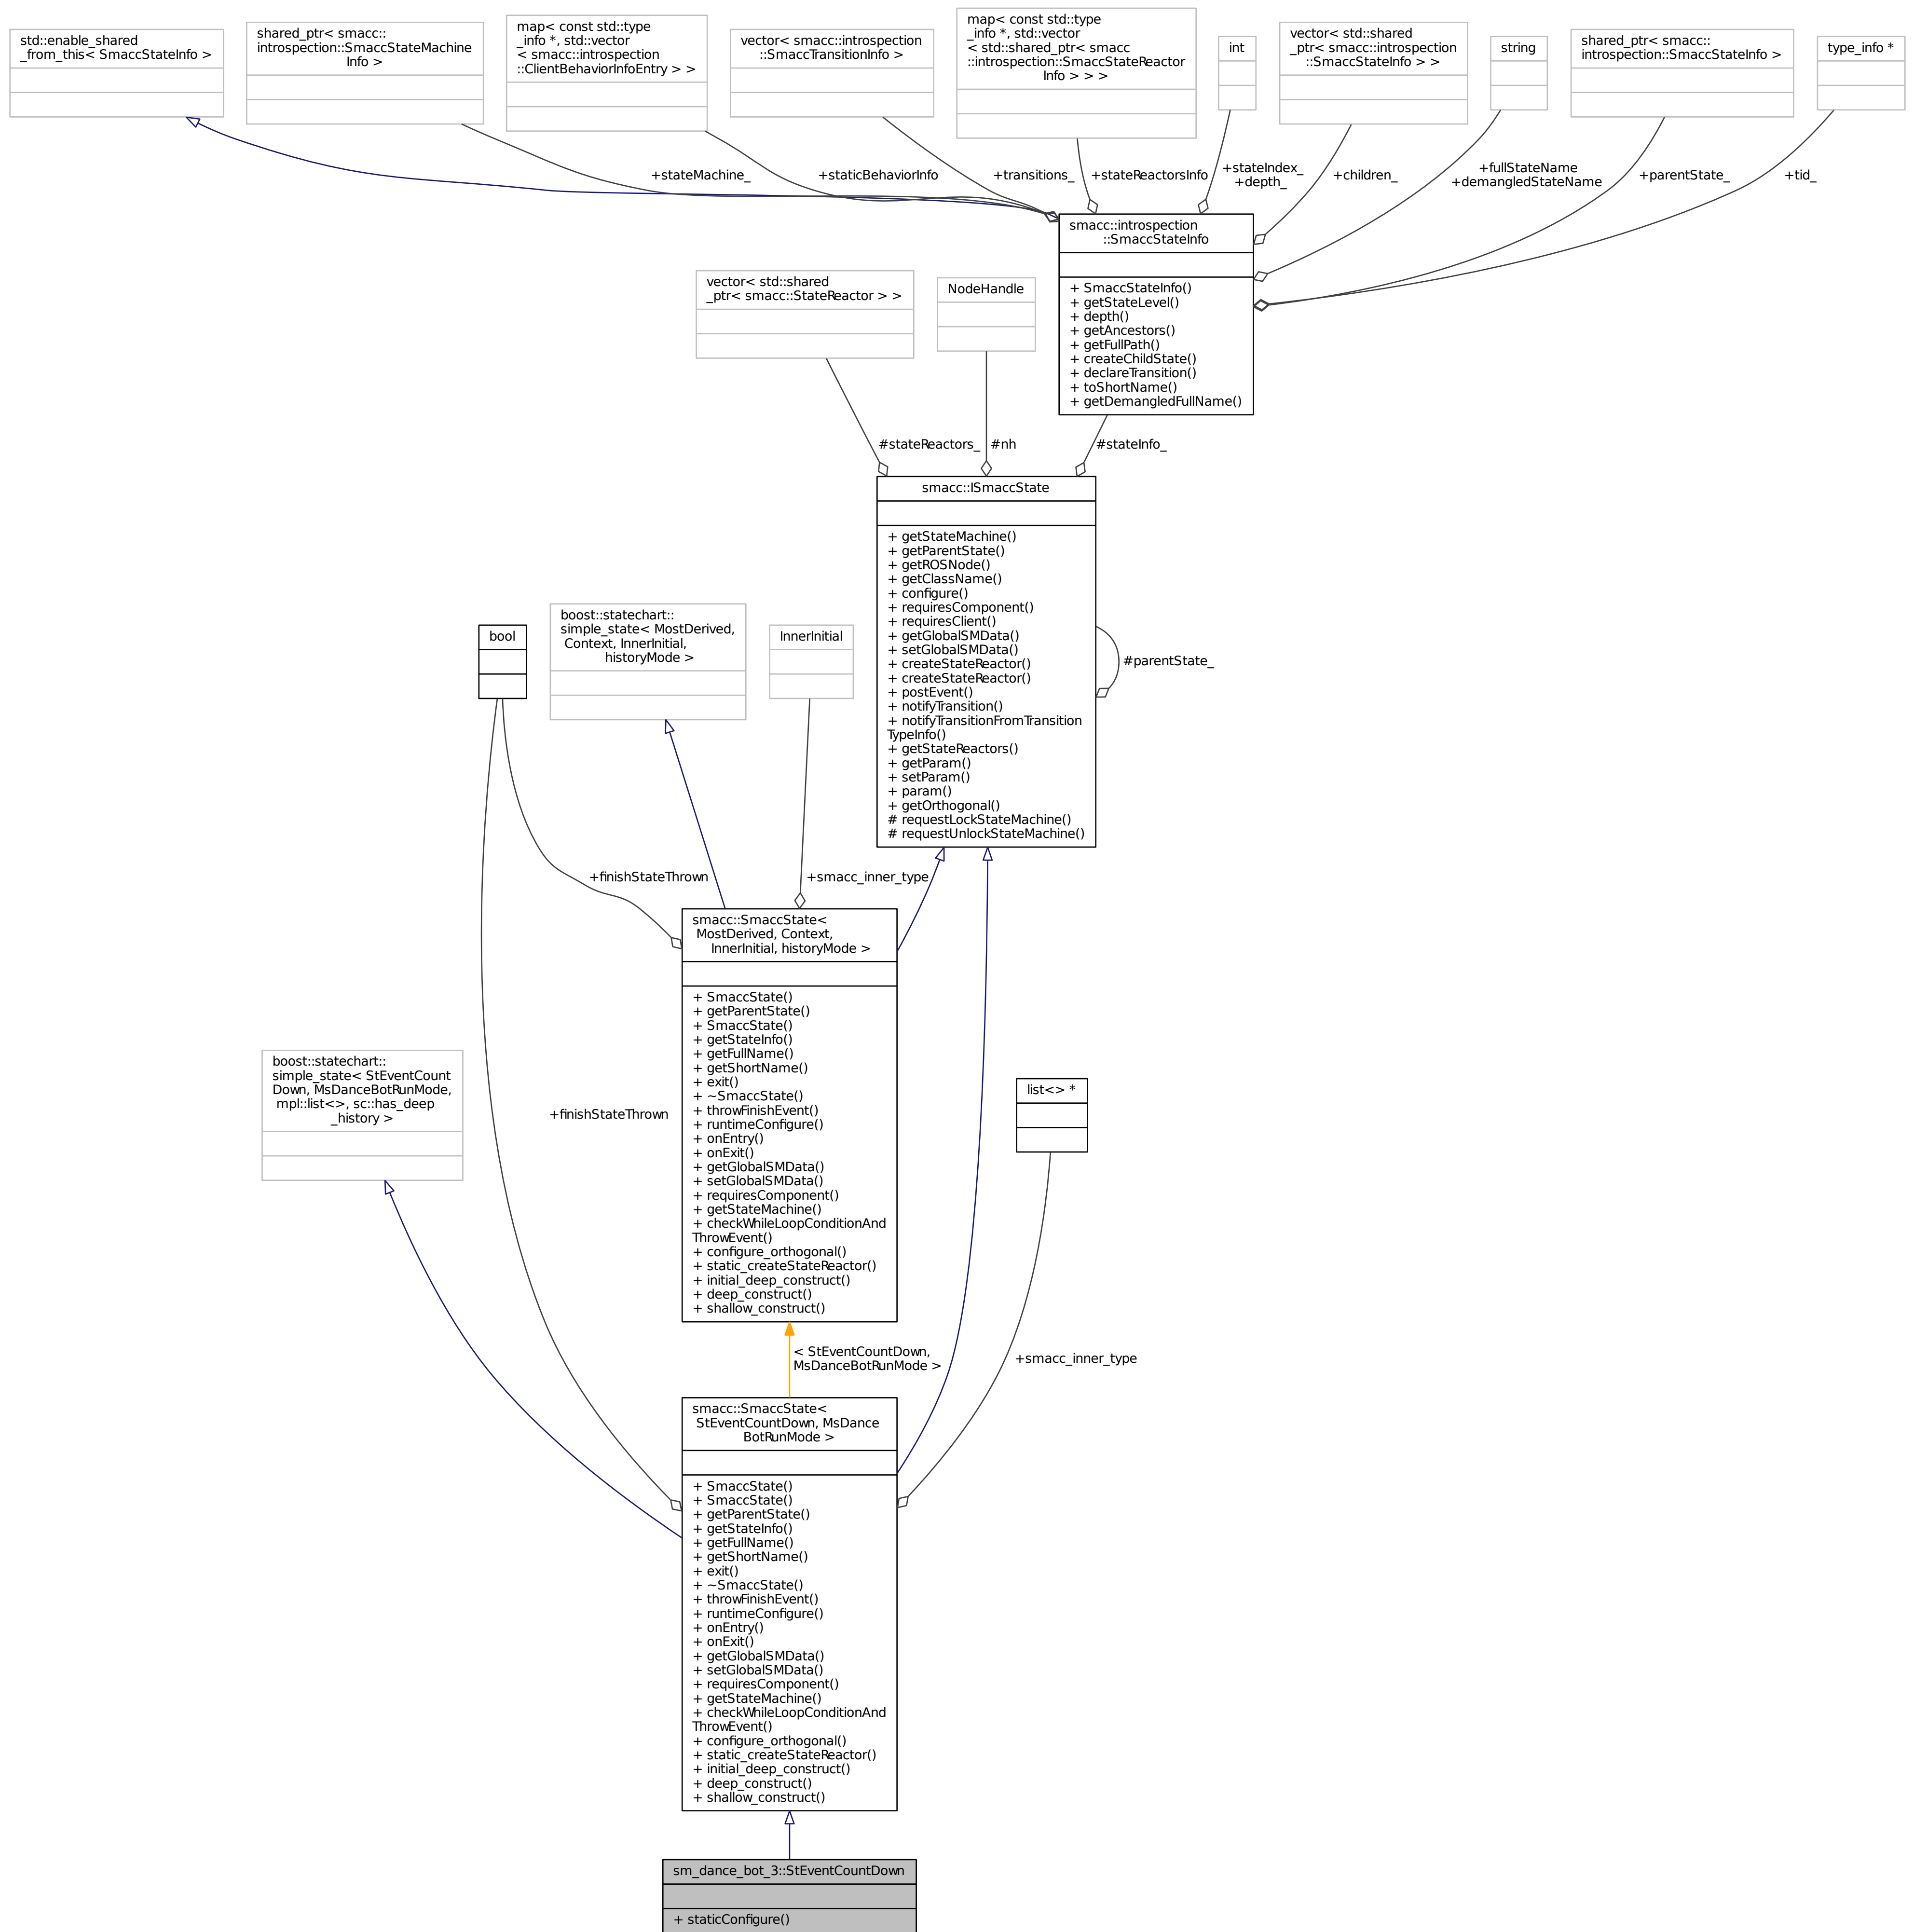 std::enable_shared
_from_this< SmaccStateInfo >
shared_ptr< smacc::
introspection::SmaccStateMachine
Info >
map< const std::type
_info *, std::vector
< smacc::introspection
::ClientBehaviorInfoEntry > >
vector< smacc::introspection
::SmaccTransitionInfo >
map< const std::type
_info *, std::vector
< std::shared_ptr< smacc
::introspection::SmaccStateReactor
Info > > >
int
vector< std::shared
_ptr< smacc::introspection
::SmaccStateInfo > >
string
shared_ptr< smacc::
introspection::SmaccStateInfo >
type_info *
+stateMachine_
+staticBehaviorInfo
+transitions_
+stateReactorsInfo
+stateIndex_
+depth_
+children_
+fullStateName
+demangledStateName
+parentState_
+tid_
smacc::introspection
::SmaccStateInfo
+ SmaccStateInfo()
+ getStateLevel()
+ depth()
+ getAncestors()
+ getFullPath()
+ createChildState()
+ declareTransition()
+ toShortName()
+ getDemangledFullName()
vector< std::shared
_ptr< smacc::StateReactor > >
NodeHandle
#stateReactors_
#nh
#stateInfo_
smacc::ISmaccState
+ getStateMachine()
+ getParentState()
+ getROSNode()
+ getClassName()
+ configure()
+ requiresComponent()
+ requiresClient()
+ getGlobalSMData()
+ setGlobalSMData()
+ createStateReactor()
+ createStateReactor()
+ postEvent()
+ notifyTransition()
+ notifyTransitionFromTransition
TypeInfo()
+ getStateReactors()
+ getParam()
+ setParam()
+ param()
+ getOrthogonal()
# requestLockStateMachine()
# requestUnlockStateMachine()
#parentState_
bool
boost::statechart::
simple_state< MostDerived,
Context, InnerInitial,
historyMode >
InnerInitial
+finishStateThrown
+smacc_inner_type
smacc::SmaccState<
MostDerived, Context,
InnerInitial, historyMode >
+ SmaccState()
+ getParentState()
+ SmaccState()
+ getStateInfo()
+ getFullName()
+ getShortName()
+ exit()
+ ~SmaccState()
+ throwFinishEvent()
+ runtimeConfigure()
+ onEntry()
+ onExit()
+ getGlobalSMData()
+ setGlobalSMData()
+ requiresComponent()
+ getStateMachine()
+ checkWhileLoopConditionAnd
ThrowEvent()
+ configure_orthogonal()
+ static_createStateReactor()
+ initial_deep_construct()
+ deep_construct()
+ shallow_construct()
boost::statechart::
simple_state< StEventCount
Down, MsDanceBotRunMode,
mpl::list<>, sc::has_deep
_history >
+finishStateThrown
list<> *
< StEventCountDown,
MsDanceBotRunMode >
+smacc_inner_type
smacc::SmaccState<
StEventCountDown, MsDance
BotRunMode >
+ SmaccState()
+ SmaccState()
+ getParentState()
+ getStateInfo()
+ getFullName()
+ getShortName()
+ exit()
+ ~SmaccState()
+ throwFinishEvent()
+ runtimeConfigure()
+ onEntry()
+ onExit()
+ getGlobalSMData()
+ setGlobalSMData()
+ requiresComponent()
+ getStateMachine()
+ checkWhileLoopConditionAnd
ThrowEvent()
+ configure_orthogonal()
+ static_createStateReactor()
+ initial_deep_construct()
+ deep_construct()
+ shallow_construct()
sm_dance_bot_3::StEventCountDown
+ staticConfigure()